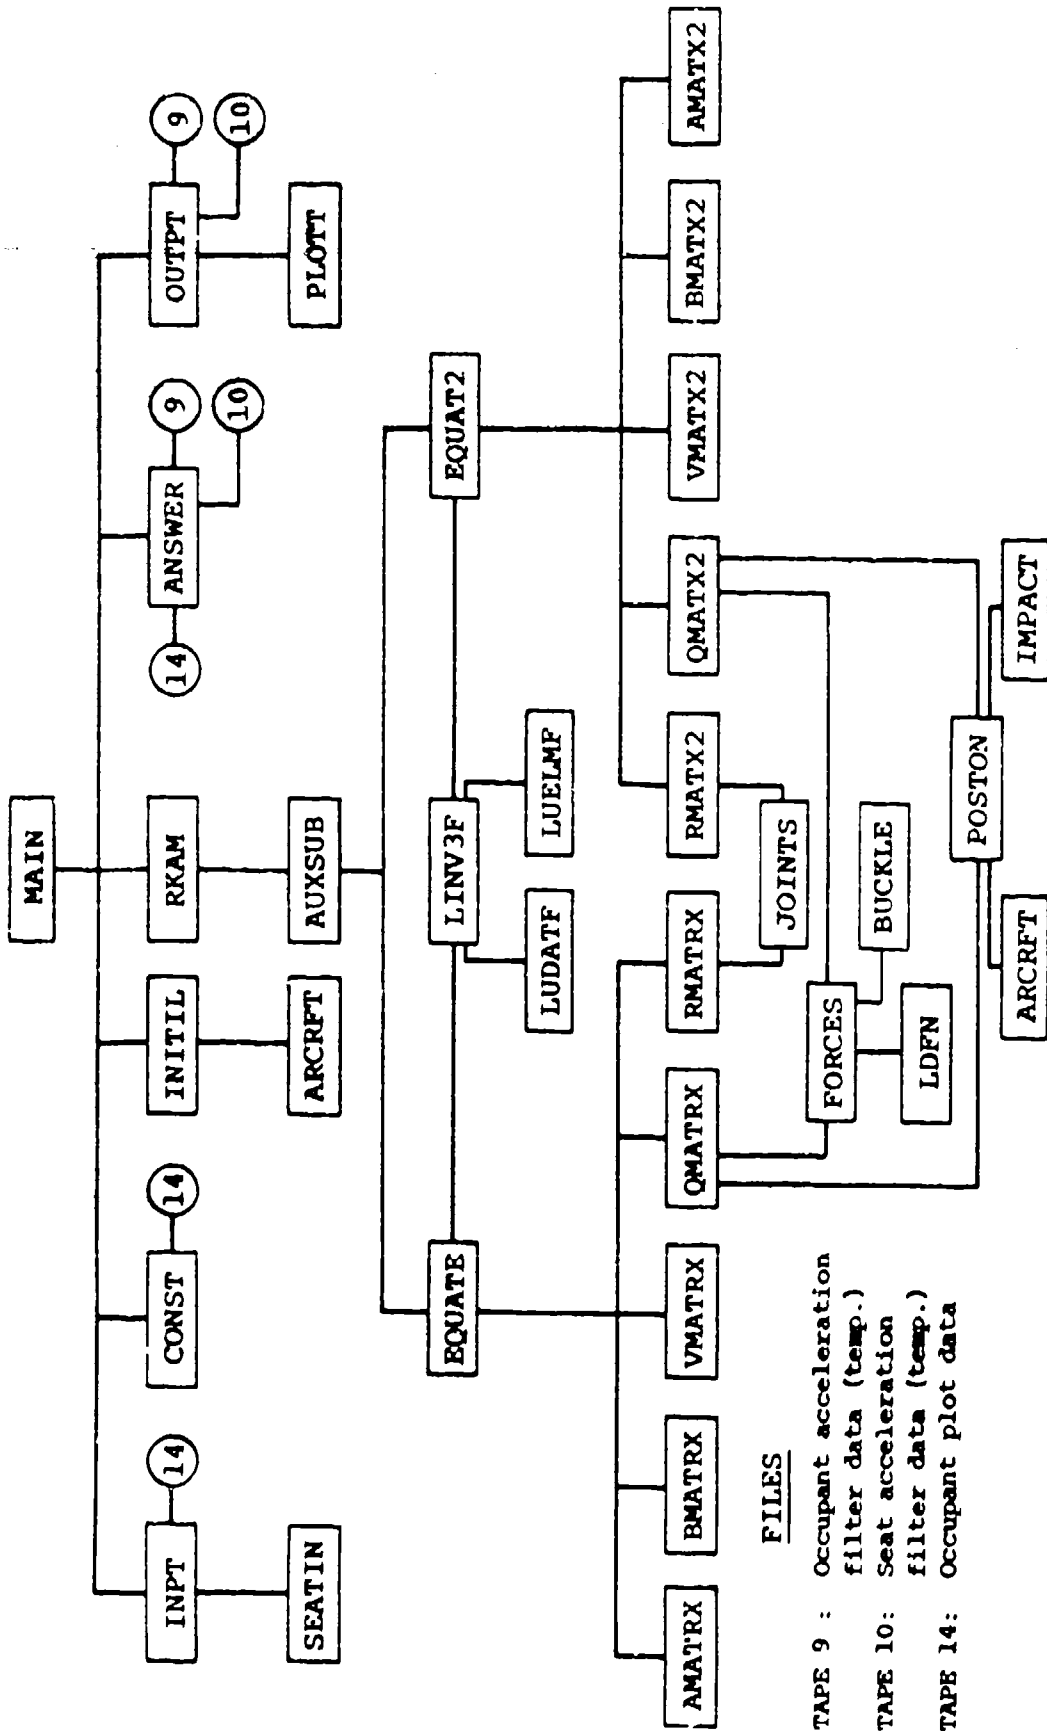 MAIN
INPT
14
CONST
14
INITIL
RKAM
14
ANSWER
9
10
OUTPT
9
10
SEATIN
ARCRFT
AUXSUB
PLOTT
EQUATE
LINV3F
EQUAT2
LUDATF
LUELMF
AMATRX
BMATRX
VMATRX
QMATRX
RMATRX
RMATX2
QMATX2
VMATX2
BMATX2
AMATX2
JOINTS
FORCES
BUCKLE
LDFN
POSTON
ARCRFT
IMPACT
FILES
TAPE 9 : Occupant acceleration
filter data (temp.)
TAPE 10: Seat acceleration
filter data (temp.)
TAPE 14: Occupant plot data